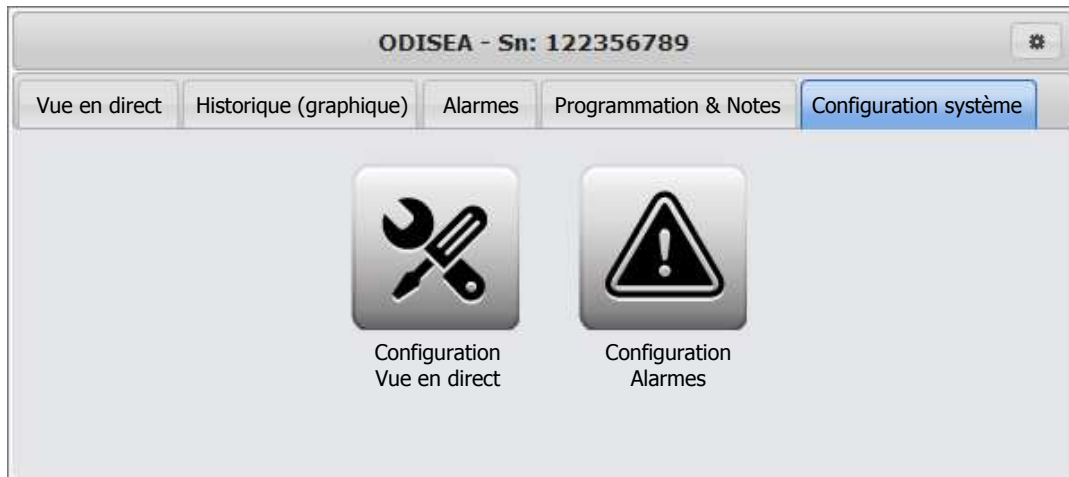 ODISEA - Sn: 122356789
Vue en direct
Historique (graphique)
Alarmes
Programmation & Notes
Configuration système
Configuration
Vue en direct
Configuration
Alarmes